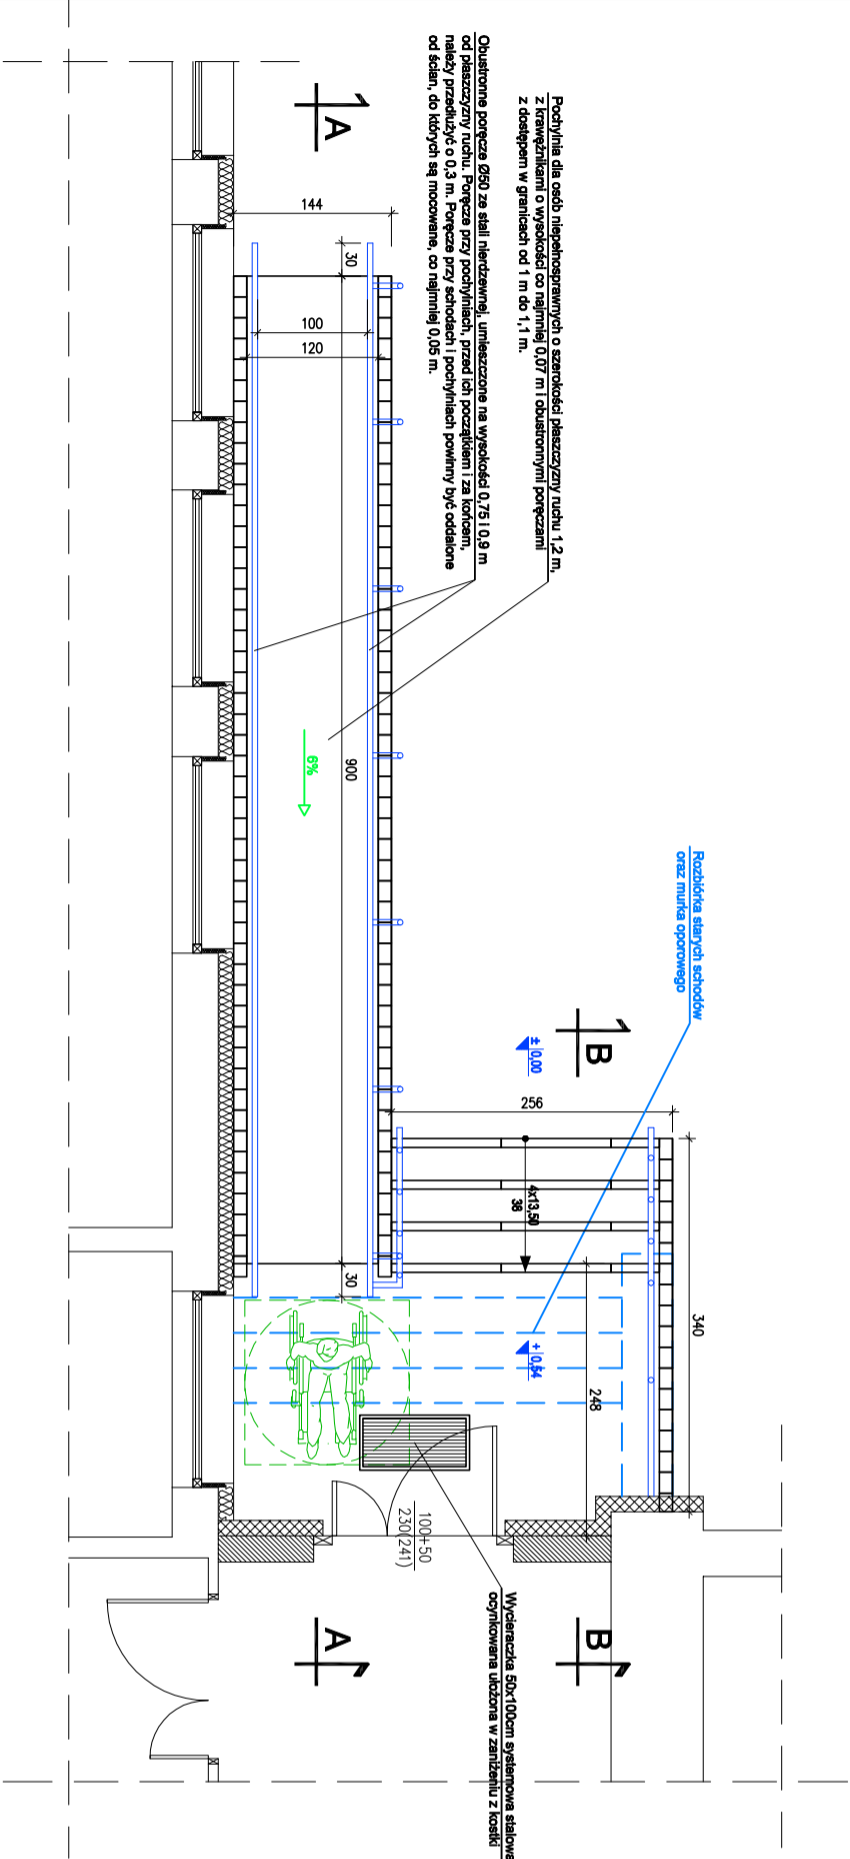 Pochylnia dla osób niepełnosprawnych o szerokości płaszczyzny ruchu 1,2 m,
z krawężnikami o wysokości co najmniej 0,07 m i obustronnymi poręczami
z dostępem w granicach od 1 m do 1,1 m.
Obustronne poręcze Ø50 ze stali nierdzewnej, umieszczone na wysokości 0,75 i 0,9 m
od płaszczyzny ruchu. Poręcze przy pochylniach, przed ich początkiem i za końcem,
należy przedłużyć o 0,3 m. Poręcze przy schodach i pochylniach powinny być oddalone
od ścian, do których są mocowane, co najmniej 0,05 m.
Rozbiórka starych schodów
oraz murka oporowego
A
B
144
30
100
120
900
6%
± 0,00
256
4x13,50
38
340
30
+ 0,54
248
100+50
230(241)
Wycieraczka 50x100cm systemowa stalowa
ocynkowana ułożona w zaniżeniu z kostki
A
B